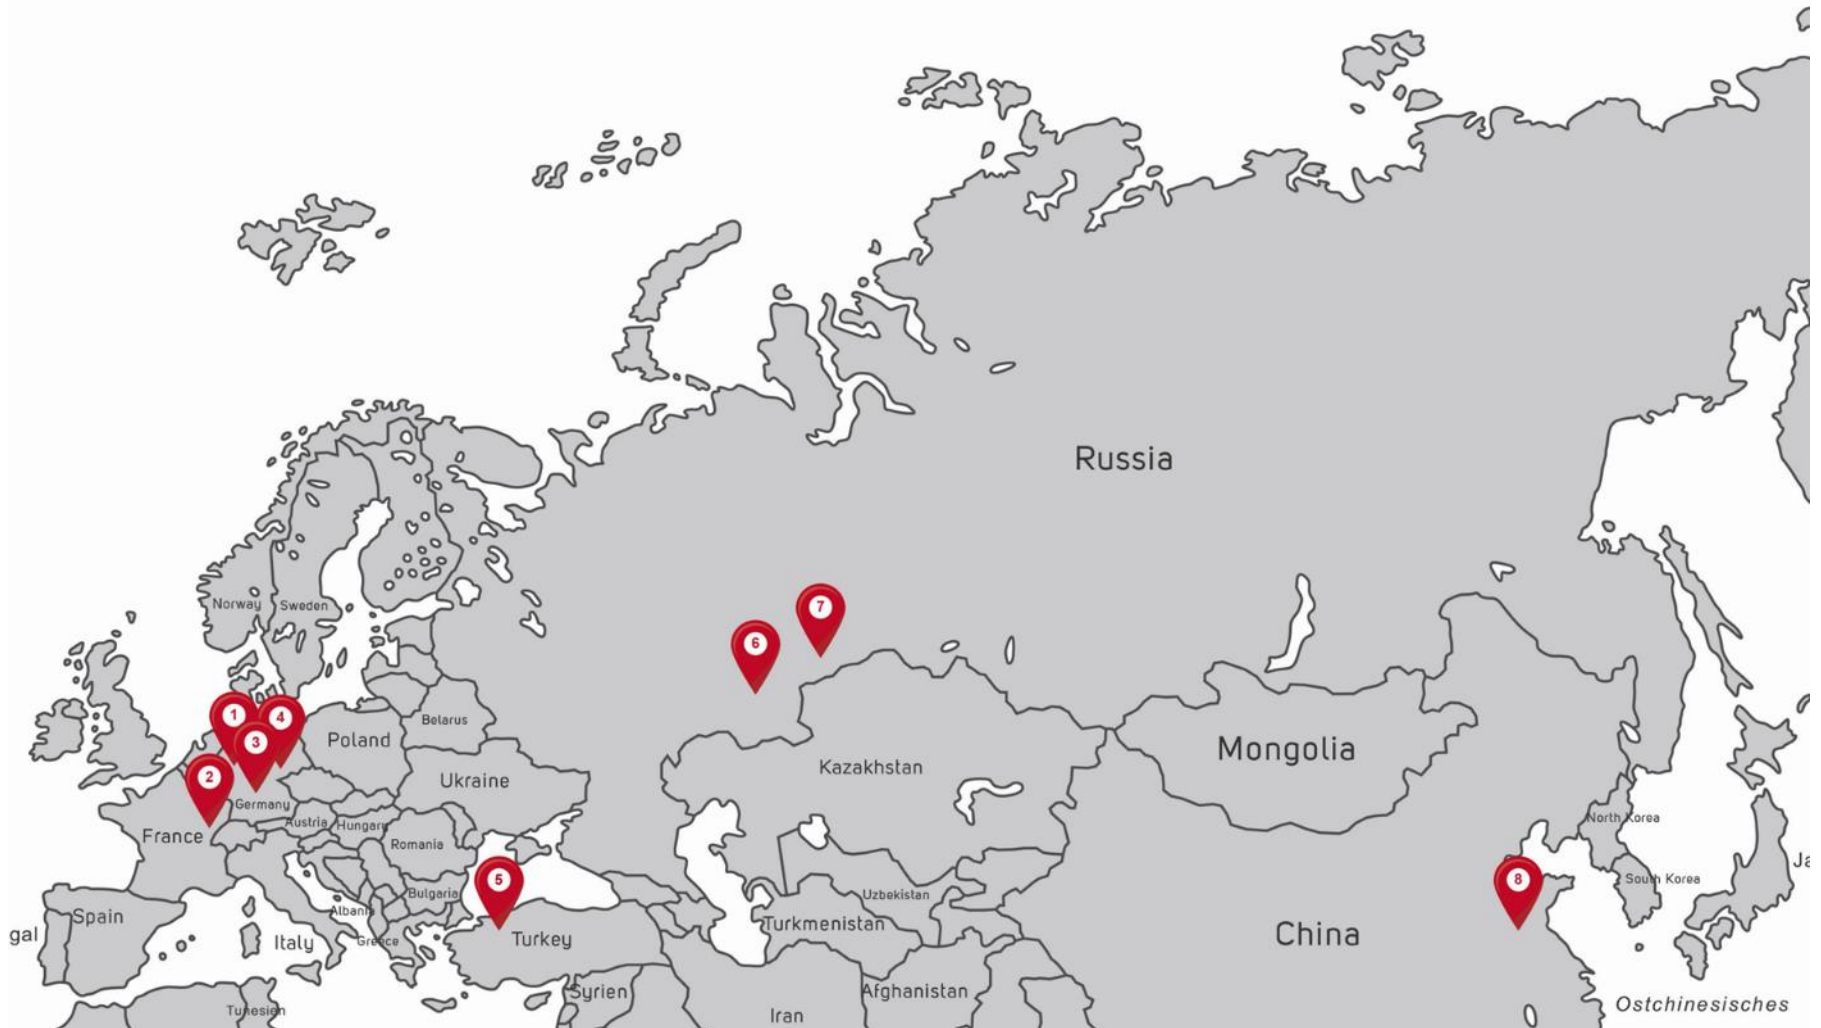 Russia
7
6
Norway
Sweden
1
4
Belarus
3
Poland
Mongolia
2
Kazakhstan
Ukraine
Germany
North Korea
Austria
Hungary
France
Romania
Ja
5
8
South Korea
Bulgaria
Uzbekistan
Albani
Spain
Turkmenistan
gal
China
Italy
Greece
Turkey
Syrien
Afghanistan
Ostchinesisches
Tunesien
Iran